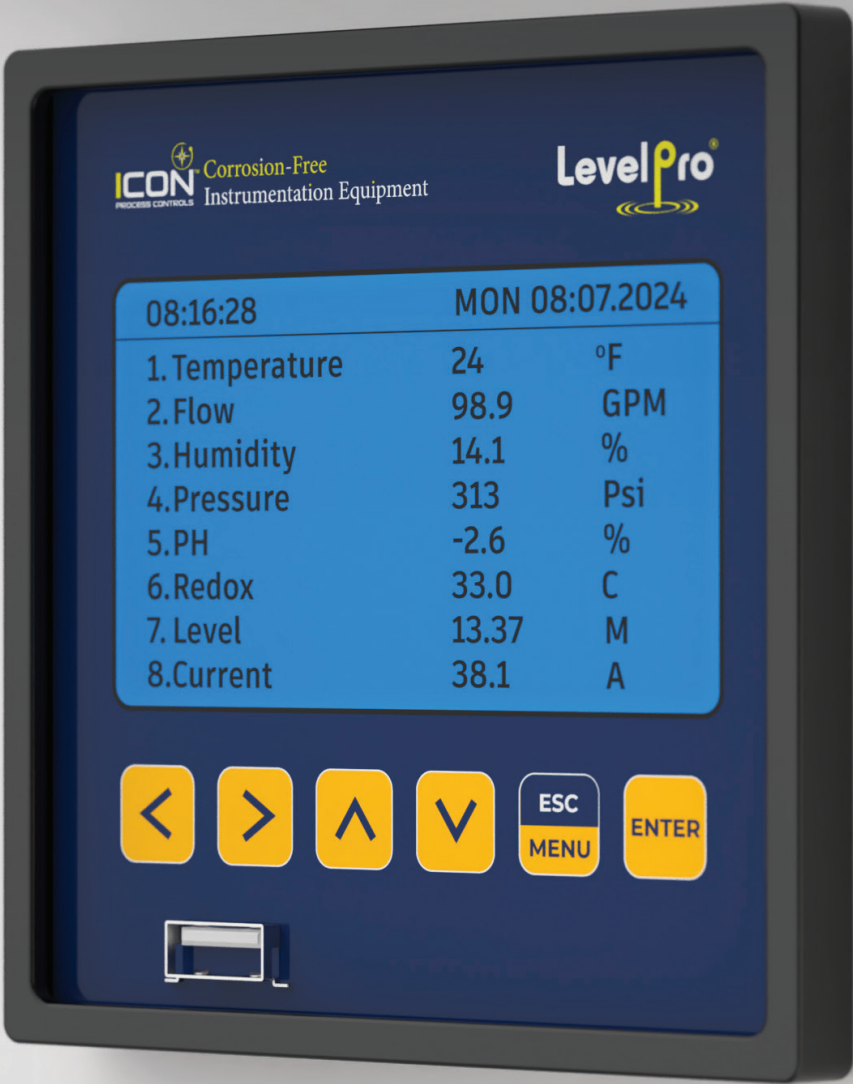 ICON™ Corrosion-Free
PROCESS CONTROLS Instrumentation Equipment
LevelPro®
08:16:28 MON 08:07.2024
1. Temperature 24 °F
2. Flow 98.9 GPM
3.Humidity 14.1 %
4.Pressure 313 Psi
5.PH -2.6 %
6.Redox 33.0 C
7. Level 13.37 M
8.Current 38.1 A
< > ∧ ∨ ESC ENTER
MENU